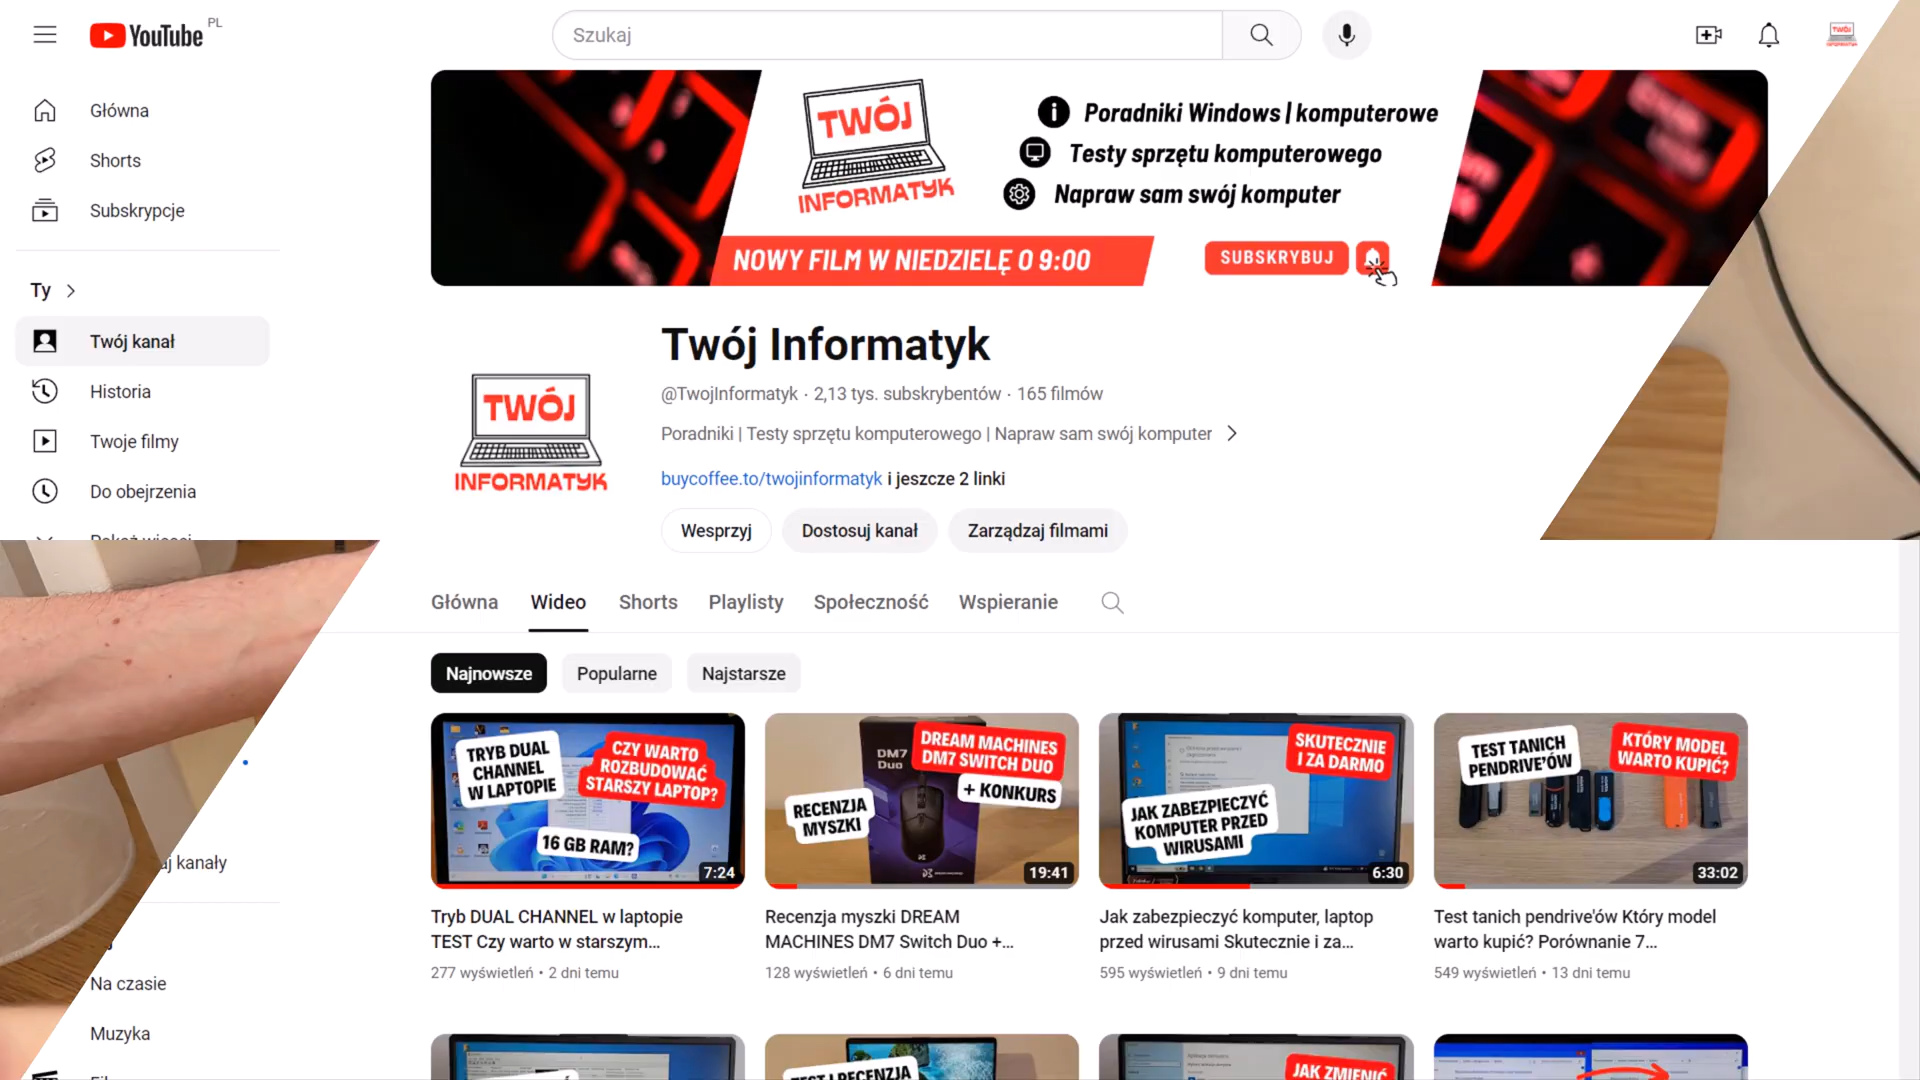 YouTube
PL
Szukaj
TWÓJ
INFORMATYK
Główna
Shorts
Subskrypcje
Ty
Twój kanał
Historia
Twoje filmy
Do obejrzenia
TWÓJ
INFORMATYK
Poradniki Windows | komputerowe
Testy sprzętu komputerowego
Napraw sam swój komputer
NOWY FILM W NIEDZIELĘ O 9:00
SUBSKRYBUJ
TWÓJ
INFORMATYK
Twój Informatyk
@TwojInformatyk · 2,13 tys. subskrybentów · 165 filmów
Poradniki | Testy sprzętu komputerowego | Napraw sam swój komputer
buycoffee.to/twojinformatyk i jeszcze 2 linki
Wesprzyj
Dostosuj kanał
Zarządzaj filmami
Główna
Wideo
Shorts
Playlisty
Społeczność
Wspieranie
Najnowsze
Popularne
Najstarsze
TRYB DUAL
CHANNEL
W LAPTOPIE
CZY WARTO
ROZBUDOWAĆ
STARSZY LAPTOP?
16 GB RAM?
7:24
Tryb DUAL CHANNEL w laptopie
TEST Czy warto w starszym...
277 wyświetleń • 2 dni temu
DM7
Duo
DREAM MACHINES
DM7 SWITCH DUO
+ KONKURS
RECENZJA
MYSZKI
19:41
Recenzja myszki DREAM
MACHINES DM7 Switch Duo +...
128 wyświetleń • 6 dni temu
SKUTECZNIE
I ZA DARMO
JAK ZABEZPIECZYĆ
KOMPUTER PRZED
WIRUSAMI
6:30
Jak zabezpieczyć komputer, laptop
przed wirusami Skutecznie i za...
595 wyświetleń • 9 dni temu
TEST TANICH
PENDRIVE'ÓW
KTÓRY MODEL
WARTO KUPIĆ?
33:02
Test tanich pendrive'ów Który model
warto kupić? Porównanie 7...
549 wyświetleń • 13 dni temu
kanały
Na czasie
Muzyka
TEST I RECENZJA
JAK ZMIENIĆ